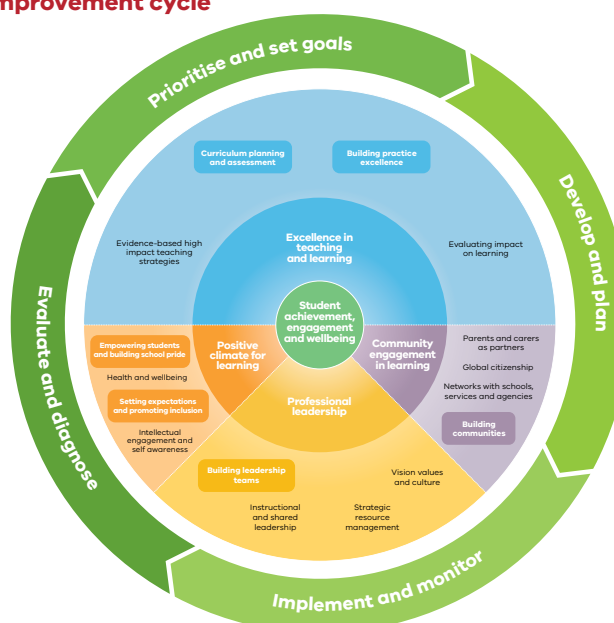 improvement cycle
Prioritise and set goals
Develop and plan
Implement and monitor
Evaluate and diagnose
Curriculum planning
and assessment
Building practice
excellence
Evidence-based high
impact teaching
strategies
Excellence in
teaching
and learning
Evaluating impact
on learning
Student
achievement,
engagement
and wellbeing
Empowering students
and building school pride
Health and wellbeing
Setting expectations
and promoting inclusion
Intellectual
engagement and
self awareness
Positive
climate for
learning
Community
engagement
in learning
Parents and carers
as partners
Global citizenship
Networks with schools,
services and agencies
Building
communities
Professional
leadership
Building leadership
teams
Vision values
and culture
Instructional
and shared
leadership
Strategic
resource
management